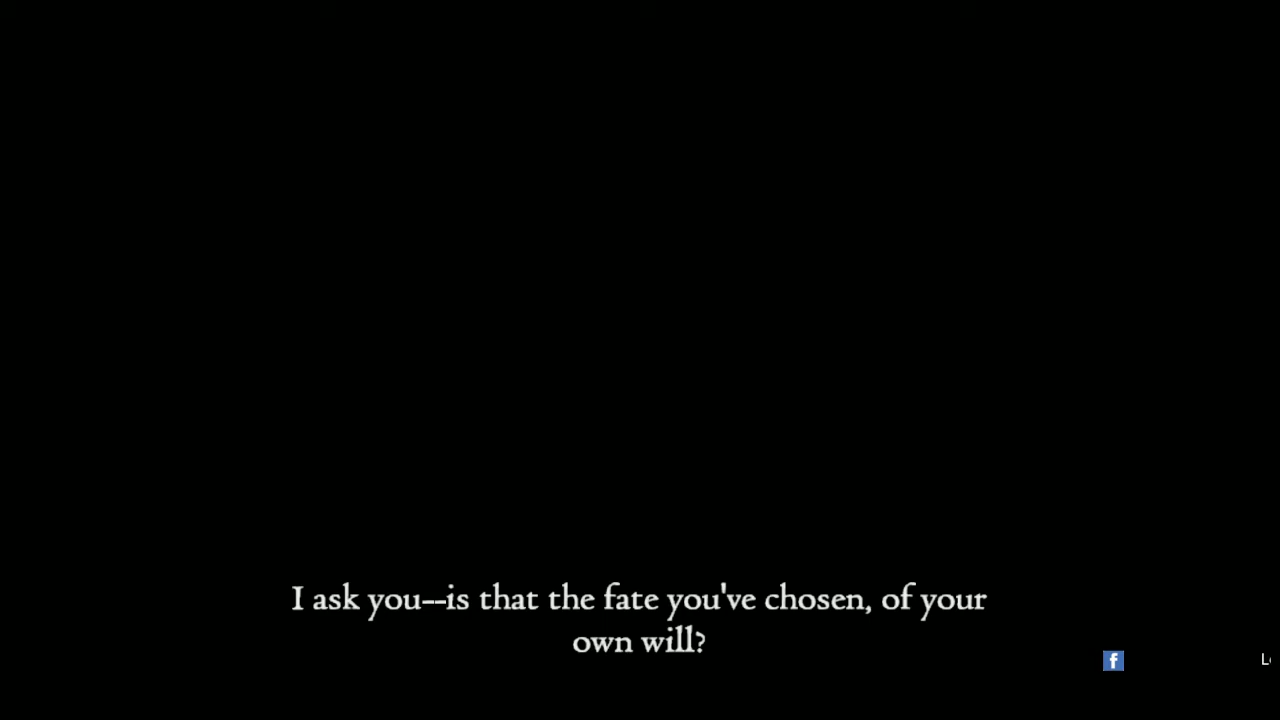 I ask you--is that the fate you've chosen, of your
own will?
f